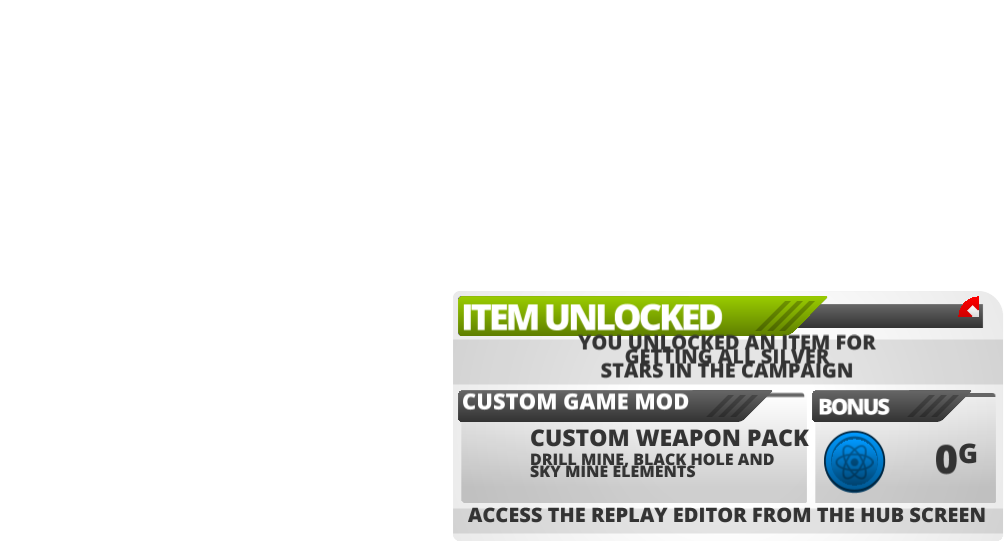 ITEM UNLOCKED
YOU UNLOCKED AN ITEM FOR
GETTING ALL SILVER
STARS IN THE CAMPAIGN
CUSTOM GAME MOD
BONUS
CUSTOM WEAPON PACK
DRILL MINE, BLACK HOLE AND
SKY MINE ELEMENTS
0G
ACCESS THE REPLAY EDITOR FROM THE HUB SCREEN